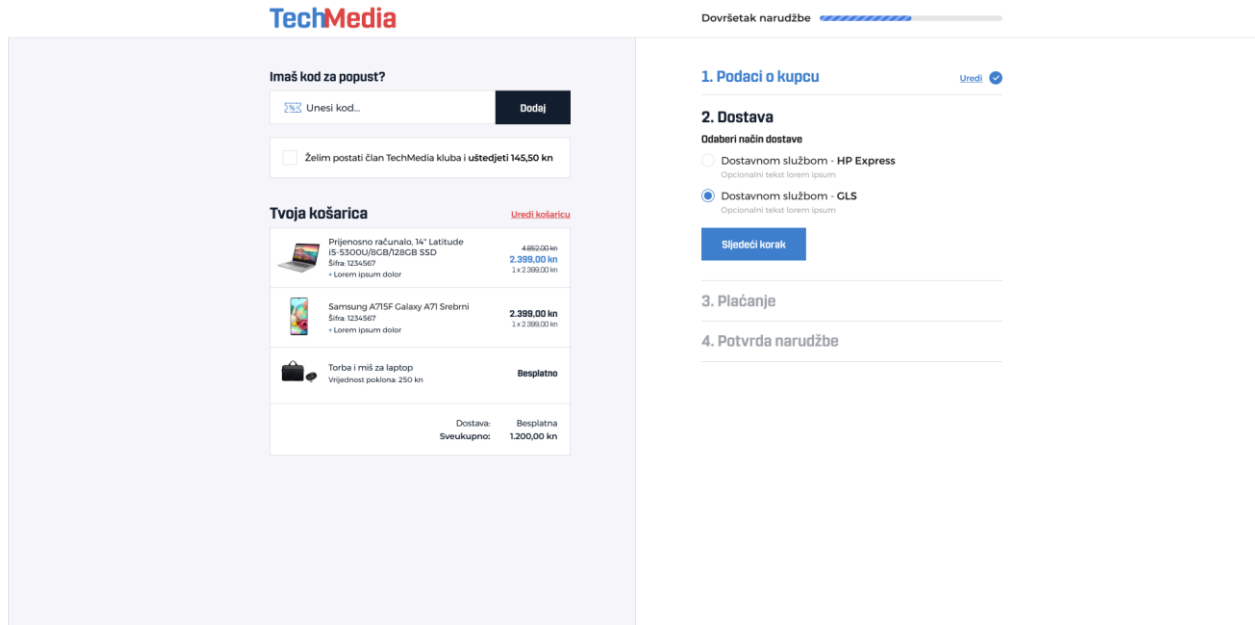 TechMedia
Dovršetak narudžbe
Imaš kod za popust?
Unesi kod...
Dodaj
Želim postati član TechMedia kluba i uštedjeti 145,50 kn
Tvoja košarica
Uredi košaricu
Prijenosno računalo, 14" Latitude
i5-5300U/8GB/128GB SSD
Šifra: 1234567
+ Lorem ipsum dolor
4.852,00 kn
2.399,00 kn
1 x 2.399,00 kn
Samsung A715F Galaxy A71 Srebrni
Šifra: 1234567
+ Lorem ipsum dolor
2.399,00 kn
1 x 2.399,00 kn
Torba i miš za laptop
Vrijednost poklona: 250 kn
Besplatno
Dostava: Besplatna
Sveukupno: 1.200,00 kn
1. Podaci o kupcu
Uredi
2. Dostava
Odaberi način dostave
Dostavnom službom - HP Express
Opcionalni tekst lorem ipsum
Dostavnom službom - GLS
Opcionalni tekst lorem ipsum
Sljedeći korak
3. Plaćanje
4. Potvrda narudžbe